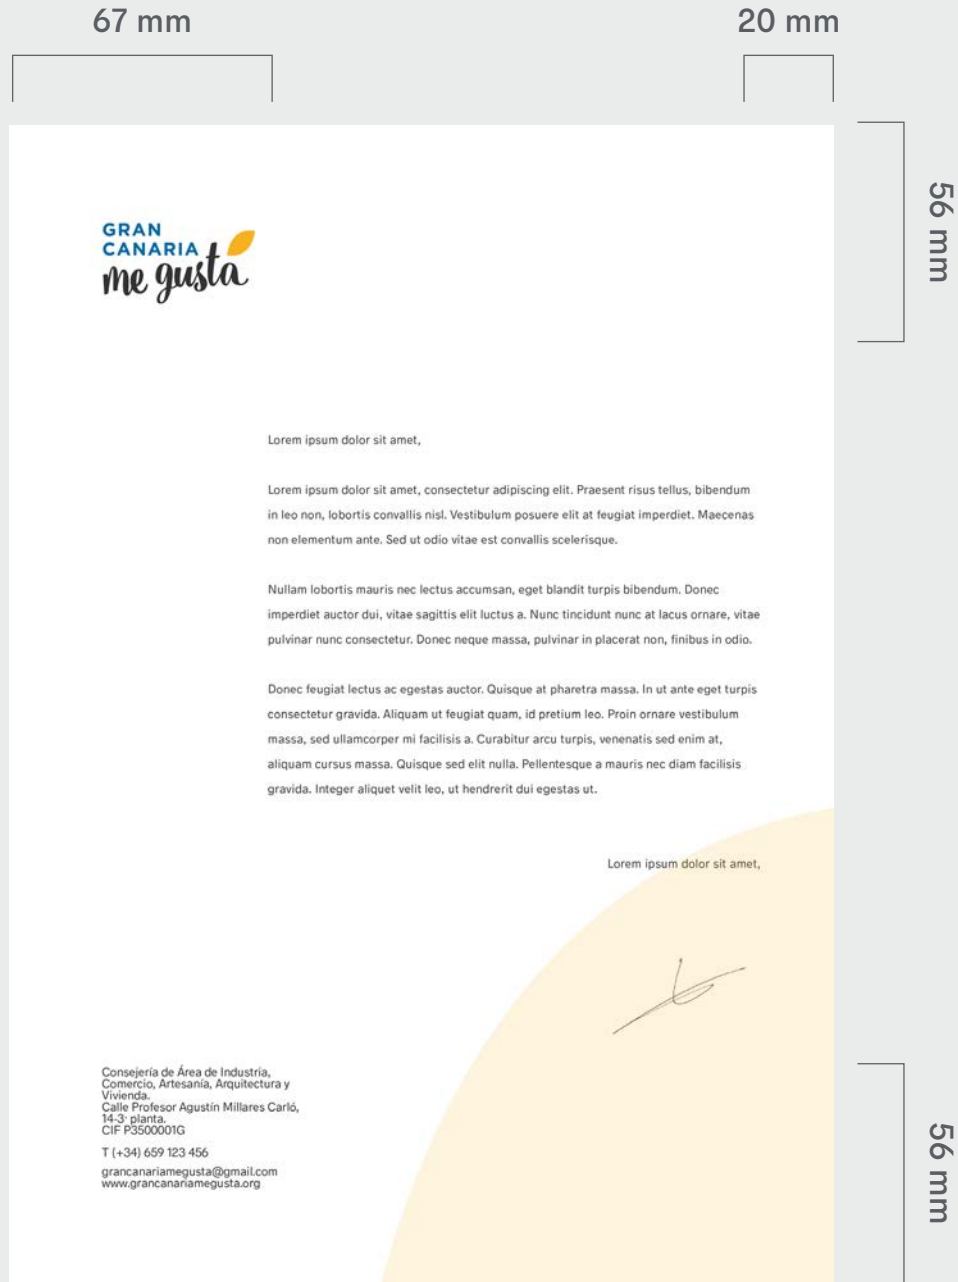 67 mm
20 mm
56 mm
GRAN
CANARIA
me gusta
Lorem ipsum dolor sit amet,
Lorem ipsum dolor sit amet, consectetur adipiscing elit. Praesent risus tellus, bibendum
in leo non, lobortis convallis nisl. Vestibulum posuere elit at feugiat imperdiet. Maecenas
non elementum ante. Sed ut odio vitae est convallis scelerisque.
Nullam lobortis mauris nec lectus accumsan, eget blandit turpis bibendum. Donec
imperdiet auctor dui, vitae sagittis elit luctus a. Nunc tincidunt nunc at lacus ornare, vitae
pulvinar nunc consectetur. Donec neque massa, pulvinar in placerat non, finibus in odio.
Donec feugiat lectus ac egestas auctor. Quisque at pharetra massa. In ut ante eget turpis
consectetur gravida. Aliquam ut feugiat quam, id pretium leo. Proin ornare vestibulum
massa, sed ullamcorper mi facilisis a. Curabitur arcu turpis, venenatis sed enim at,
aliquam cursus massa. Quisque sed elit nulla. Pellentesque a mauris nec diam facilisis
gravida. Integer aliquet velit leo, ut hendrerit dui egestas ut.
Lorem ipsum dolor sit amet,
Consejería de Área de Industria,
Comercio, Artesanía, Arquitectura y
Vivienda.
Calle Profesor Agustín Millares Carló,
14-3ª planta.
CIF P3500001G
T (+34) 659 123 456
grancanariamegusta@gmail.com
www.grancanariamegusta.org
56 mm